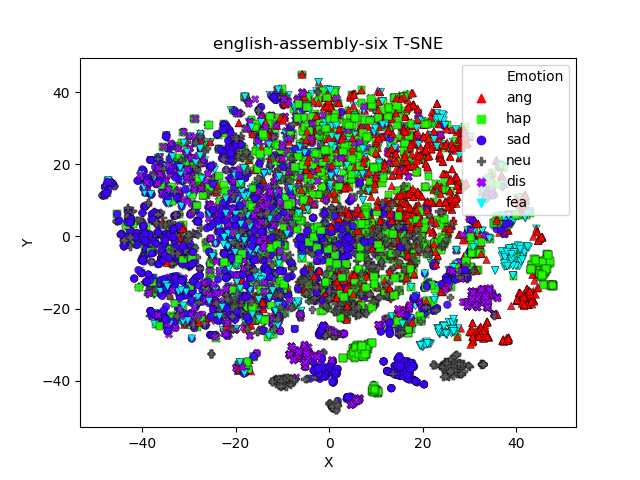 english-assembly-six T-SNE
Emotion
ang
hap
sad
neu
dis
fea
Y
40
20
0
−20
−40
−40
−20
0
20
40
X